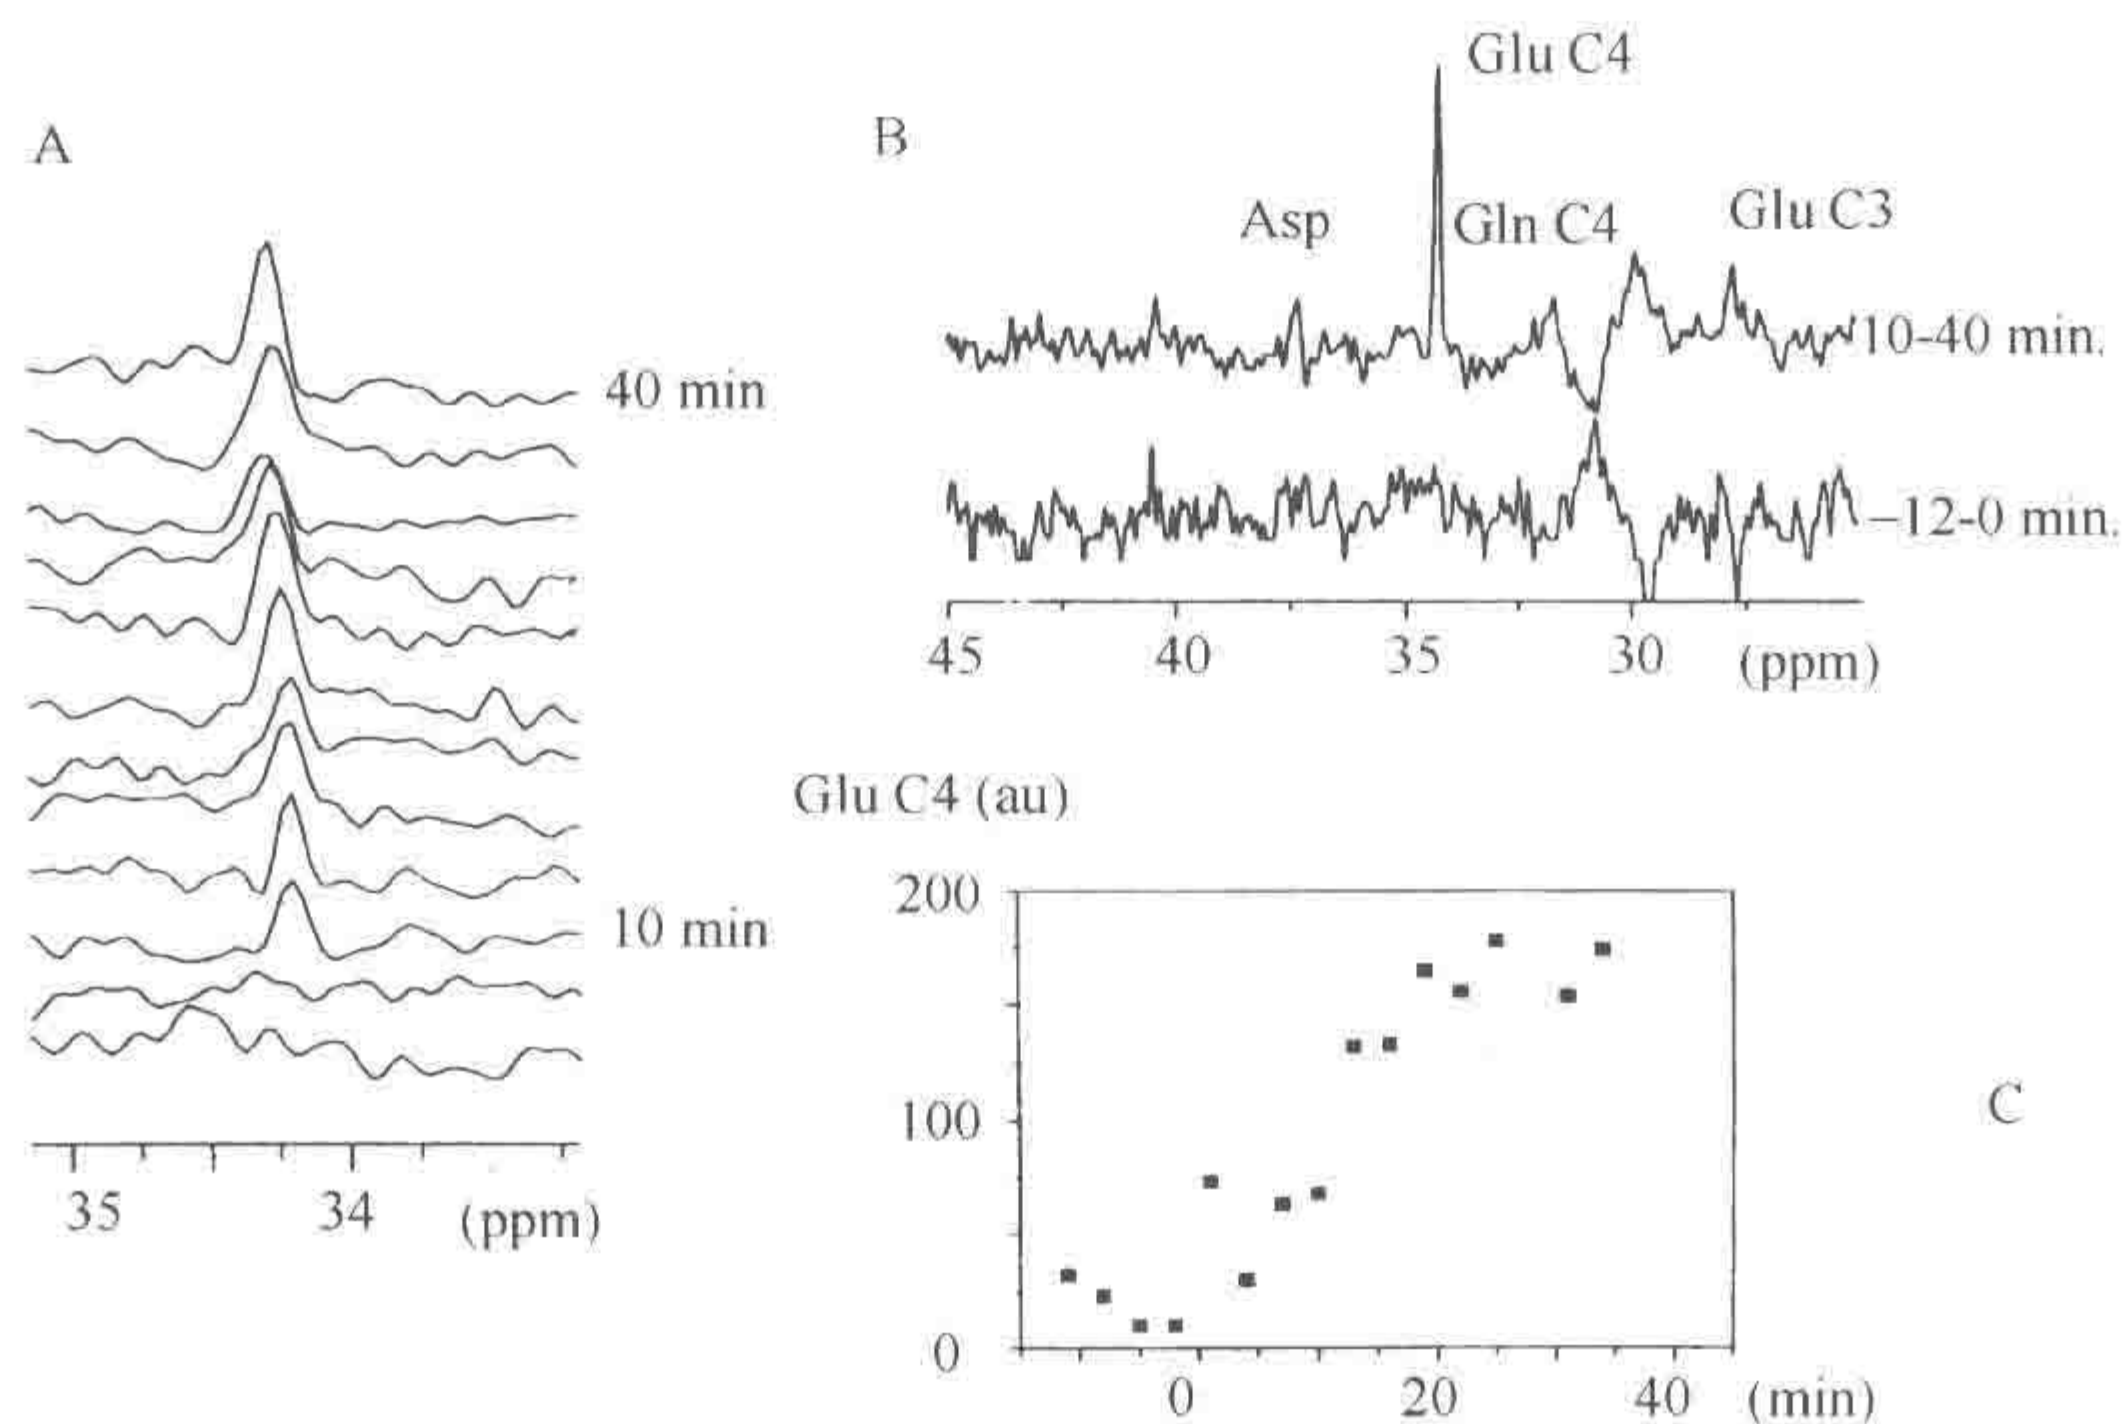 A
40 min
10 min
35 34 (ppm)
B
Glu C4
Asp Gln C4 Glu C3
10-40 min.
–12-0 min.
45 40 35 30 (ppm)
Glu C4 (au)
200
100
0
0 20 40 (min)
C